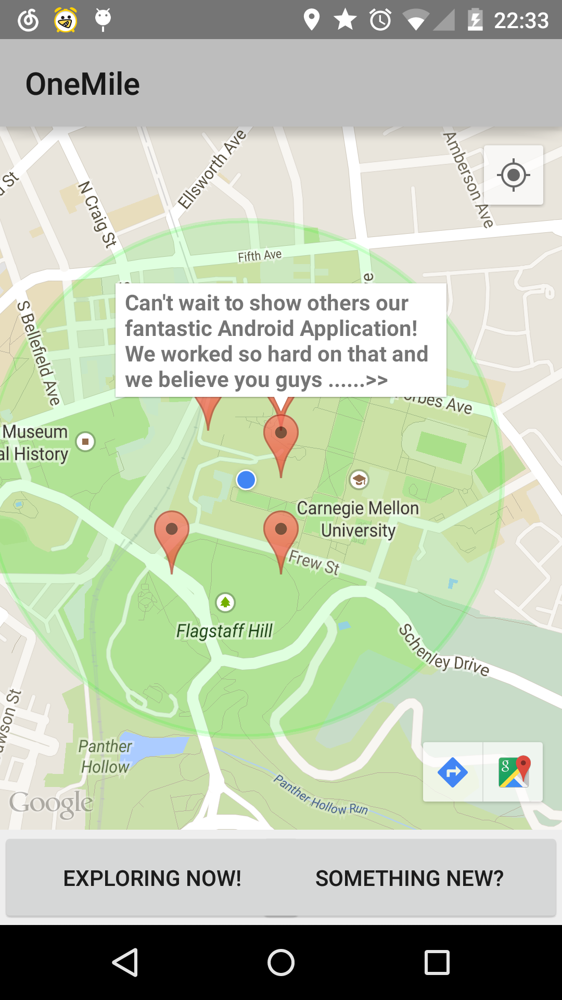 22:33
OneMile
Ellsworth Ave
Amberson Ave
St
N Craig St
Fifth Ave
S Bellefield Ave
Can't wait to show others our
fantastic Android Application!
We worked so hard on that and
we believe you guys ......>>
Forbes Ave
Museum
al History
Carnegie Mellon
University
Frew St
Flagstaff Hill
Schenley Drive
awson St
Panther
Hollow
Panther Hollow Run
Google
EXPLORING NOW!
SOMETHING NEW?